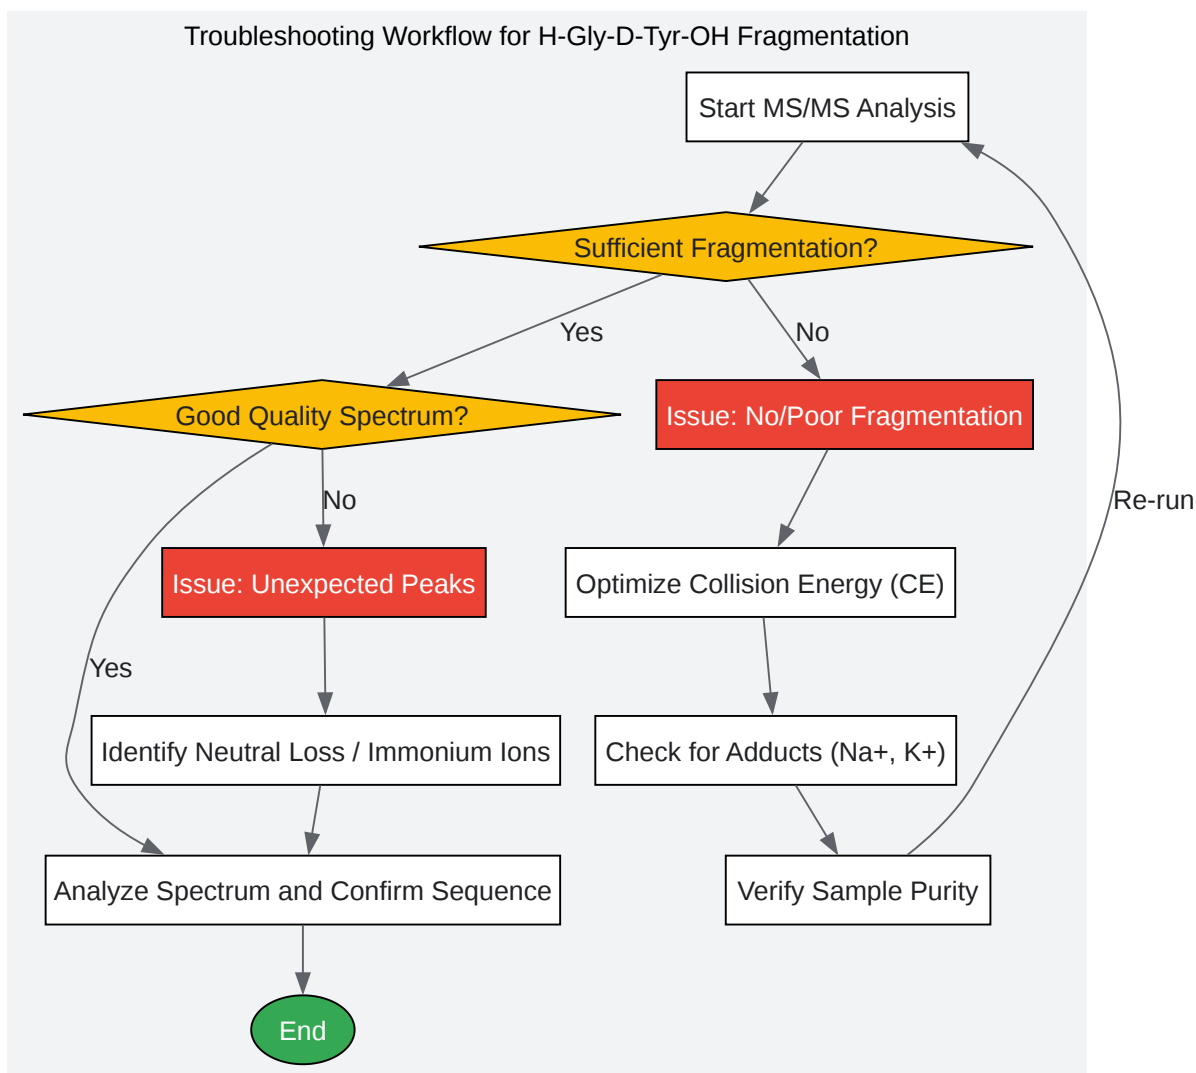 Troubleshooting Workflow for H-Gly-D-Tyr-OH Fragmentation
Start MS/MS Analysis
Sufficient Fragmentation?
Yes
No
Good Quality Spectrum?
Issue: No/Poor Fragmentation
No
Re-run
Issue: Unexpected Peaks
Optimize Collision Energy (CE)
Yes
Identify Neutral Loss / Immonium Ions
Check for Adducts (Na+, K+)
Analyze Spectrum and Confirm Sequence
Verify Sample Purity
End